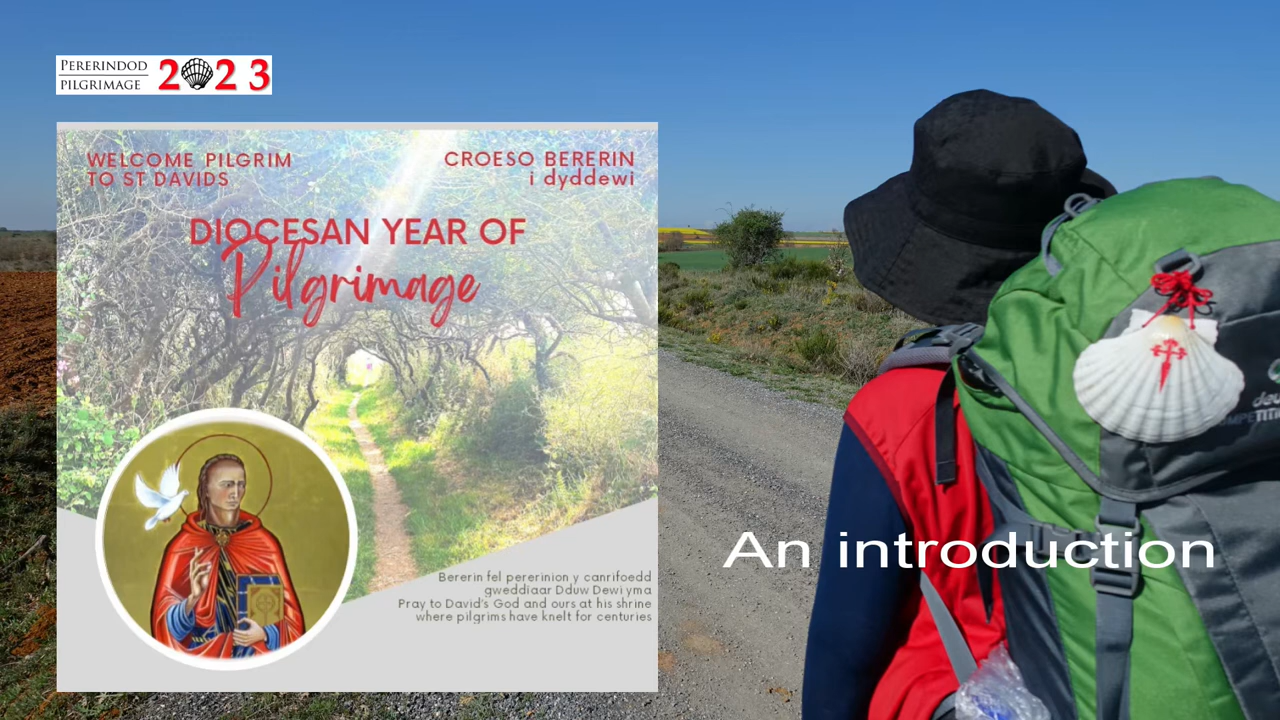 PERERINDOD
PILGRIMAGE
2023
WELCOME PILGRIM
TO ST DAVIDS
CROESO BERERIN
i dyddewi
DIOCESAN YEAR OF
Pilgrimage
Bererin fel pererinion y canrifoedd
gweddiaar Dduw Dewi yma
Pray to David's God and ours at his shrine
where pilgrims have knelt for centuries
An introduction